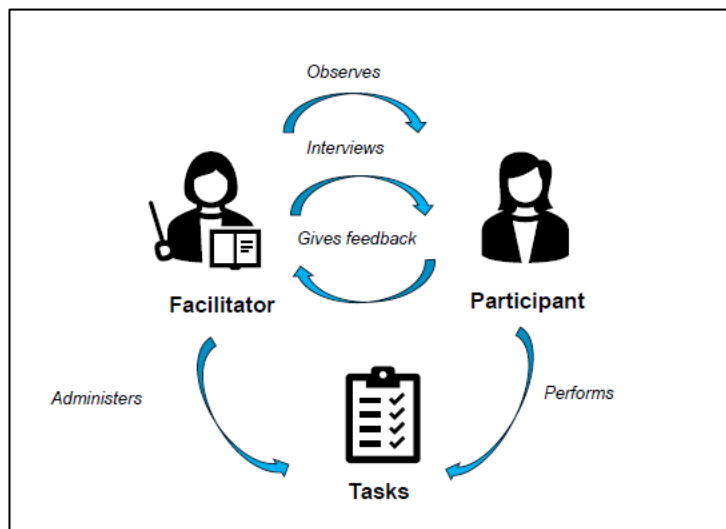 Observes
Interviews
Gives feedback
Facilitator
Participant
Administers
Performs
Tasks